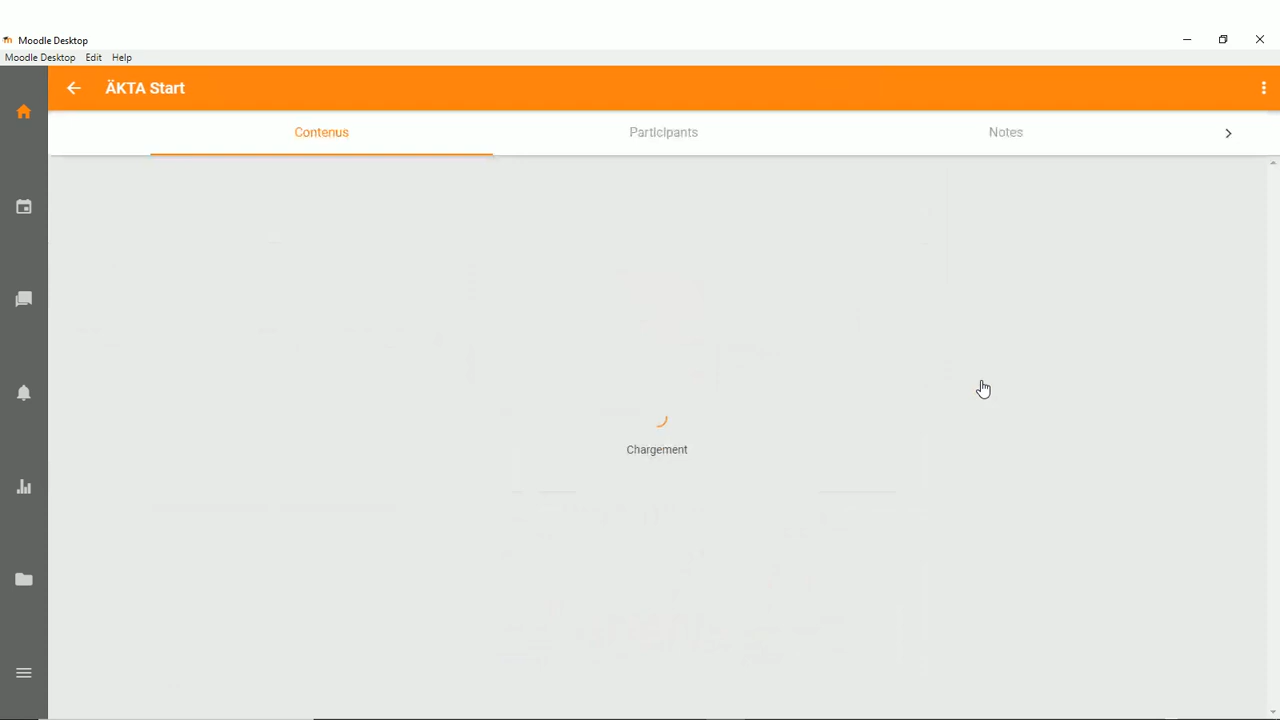 Moodle Desktop
Moodle Desktop Edit Help
ÄKTA Start
Contenus Participants Notes
Chargement